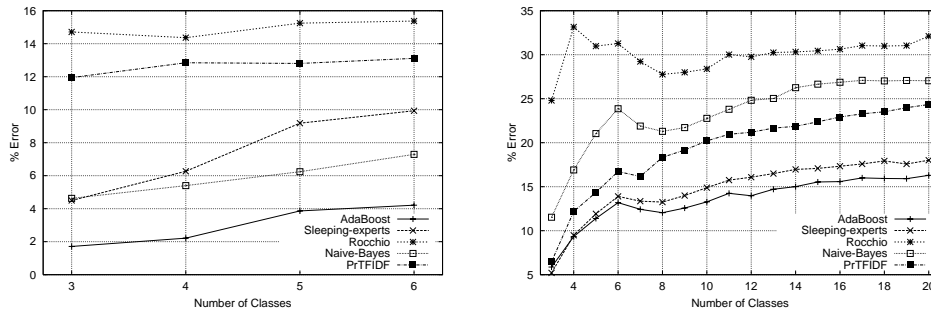 16
14
12
10
8
6
4
2
0
% Error
3
4
5
6
Number of Classes
AdaBoost
Sleeping-experts
Rocchio
Naive-Bayes
PrTFIDF
35
30
25
20
15
10
5
% Error
4
6
8
10
12
14
16
18
20
Number of Classes
AdaBoost
Sleeping-experts
Rocchio
Naive-Bayes
PrTFIDF